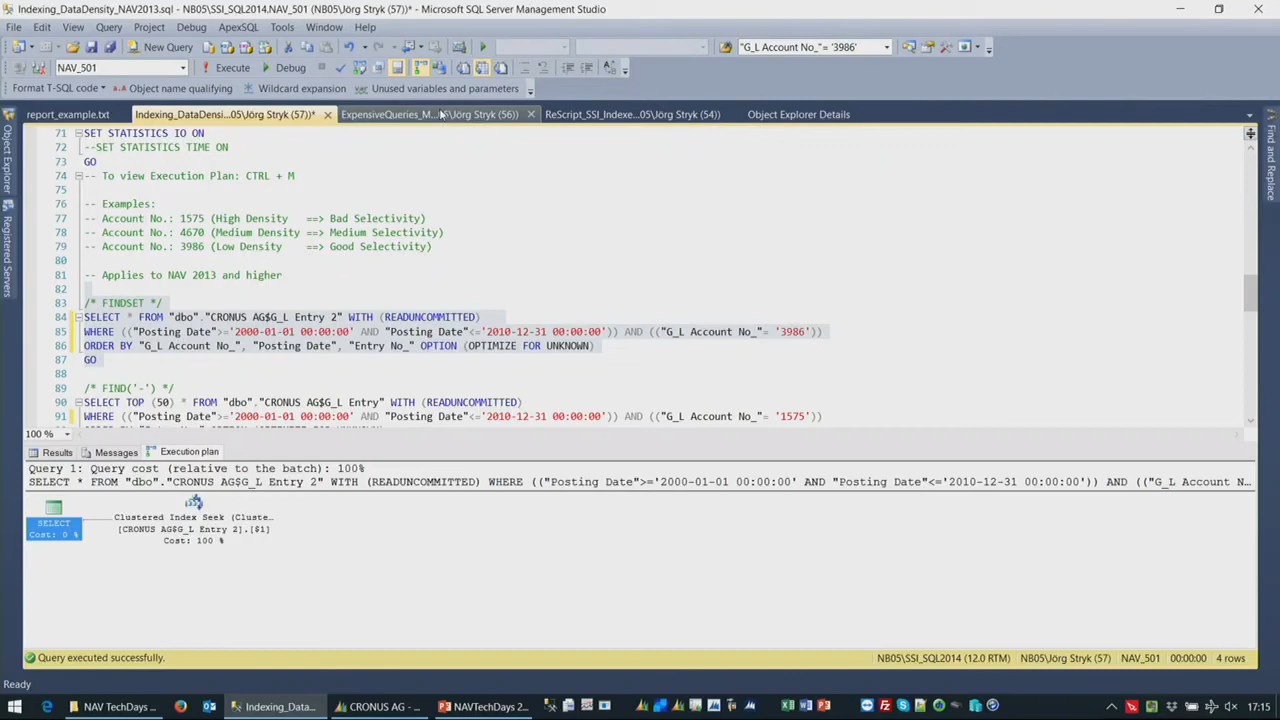 Indexing_DataDensity_NAV2013.sql - NB05\SSI_SQL2014.NAV_501 (NB05\Jörg Stryk (57))* - Microsoft SQL Server Management Studio
File Edit View Query Project Debug ApexSQL Tools Window Help
New Query "G_L Account No_"= '3986'
NAV_501 Execute Debug
Format T-SQL code Object name qualifying Wildcard expansion Unused variables and parameters
report_example.txt Indexing_DataDensi...05\Jörg Stryk (57))* ExpensiveQueries_M...\Jörg Stryk (56)) ReScript_SSI_Indexe...05\Jörg Stryk (54)) Object Explorer Details
Object Explorer
Registered Servers
Find and Replace
71 SET STATISTICS IO ON
72 --SET STATISTICS TIME ON
73 GO
74 -- To view Execution Plan: CTRL + M
75
76 -- Examples:
77 -- Account No.: 1575 (High Density ==> Bad Selectivity)
78 -- Account No.: 4670 (Medium Density ==> Medium Selectivity)
79 -- Account No.: 3986 (Low Density ==> Good Selectivity)
80
81 -- Applies to NAV 2013 and higher
82
83 /* FINDSET */
84 SELECT * FROM "dbo"."CRONUS AG$G_L Entry 2" WITH (READUNCOMMITTED)
85 WHERE (("Posting Date">='2000-01-01 00:00:00' AND "Posting Date"<='2010-12-31 00:00:00')) AND (("G_L Account No_"= '3986'))
86 ORDER BY "G_L Account No_", "Posting Date", "Entry No_" OPTION (OPTIMIZE FOR UNKNOWN)
87 GO
88
89 /* FIND('-') */
90 SELECT TOP (50) * FROM "dbo"."CRONUS AG$G_L Entry" WITH (READUNCOMMITTED)
91 WHERE (("Posting Date">='2000-01-01 00:00:00' AND "Posting Date"<='2010-12-31 00:00:00')) AND (("G_L Account No_"= '1575'))
100 %
Results Messages Execution plan
Query 1: Query cost (relative to the batch): 100%
SELECT * FROM "dbo"."CRONUS AG$G_L Entry 2" WITH (READUNCOMMITTED) WHERE (("Posting Date">='2000-01-01 00:00:00' AND "Posting Date"<='2010-12-31 00:00:00')) AND (("G_L Account N...
SELECT
Cost: 0 %
Clustered Index Seek (Cluste...
[CRONUS AG$G_L Entry 2].[$1]
Cost: 100 %
Query executed successfully. NB05\SSI_SQL2014 (12.0 RTM) NB05\Jörg Stryk (57) NAV_501 00:00:00 4 rows
Ready
NAV TechDays ... Indexing_Data... CRONUS AG - ... NAVTechDays 2... 17:15